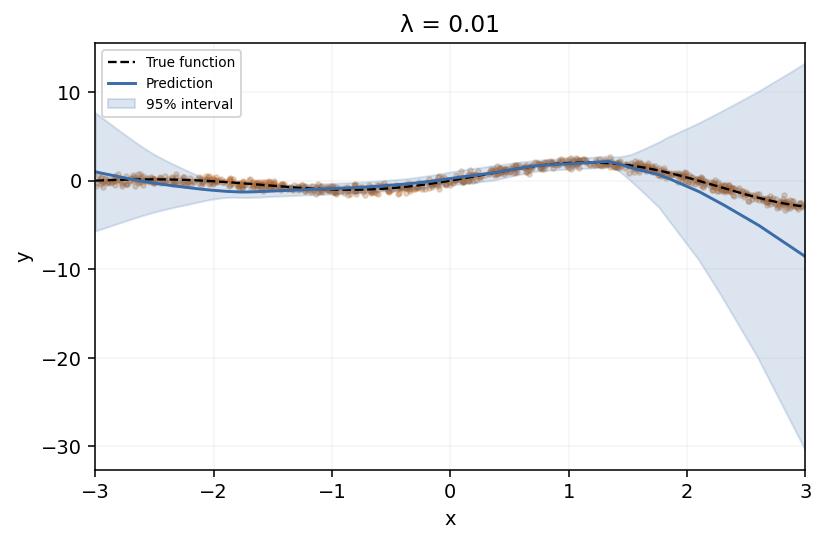 λ = 0.01
True function
Prediction
95% interval
10
0
−10
−20
−30
y
−3
−2
−1
0
1
2
3
x